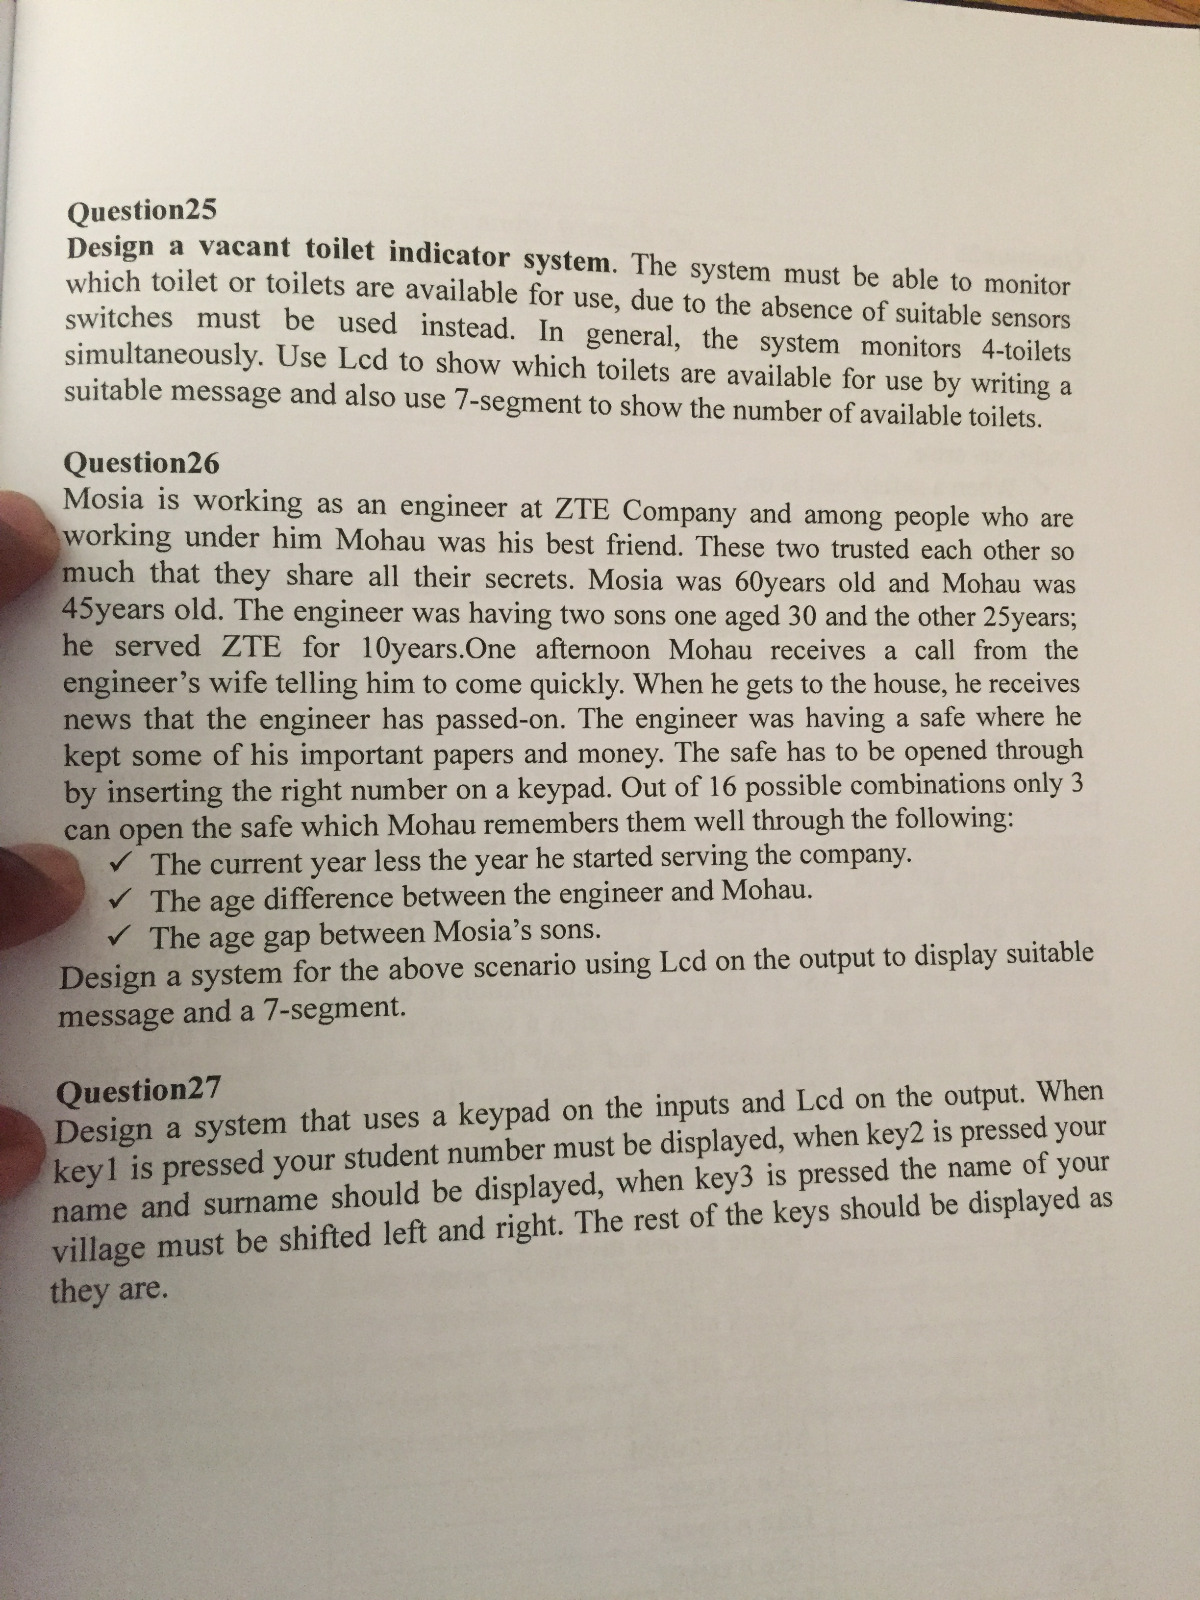 Question25
Design a vacant toilet indicator system. The system must be able to monitor
which toilet or toilets are available for use, due to the absence of suitable sensors
switches must be used instead. In general, the system monitors 4-toilets
simultaneously. Use Lcd to show which toilets are available for use by writing a
suitable message and also use 7-segment to show the number of available toilets.
Question26
Mosia is working as an engineer at ZTE Company and among people who are
working under him Mohau was his best friend. These two trusted each other so
much that they share all their secrets. Mosia was 60years old and Mohau was
45years old. The engineer was having two sons one aged 30 and the other 25years;
he served ZTE for 10years.One afternoon Mohau receives a call from the
engineer's wife telling him to come quickly. When he gets to the house, he receives
news that the engineer has passed-on. The engineer was having a safe where he
kept some of his important papers and money. The safe has to be opened through
by inserting the right number on a keypad. Out of 16 possible combinations only 3
can open the safe which Mohau remembers them well through the following:
✓ The current year less the year he started serving the company.
✓ The age difference between the engineer and Mohau.
✓ The age gap between Mosia's sons.
Design a system for the above scenario using Lcd on the output to display suitable
message and a 7-segment.
Question27
Design a system that uses a keypad on the inputs and Lcd on the output. When
key1 is pressed your student number must be displayed, when key2 is pressed your
name and surname should be displayed, when key3 is pressed the name of your
village must be shifted left and right. The rest of the keys should be displayed as
they are.